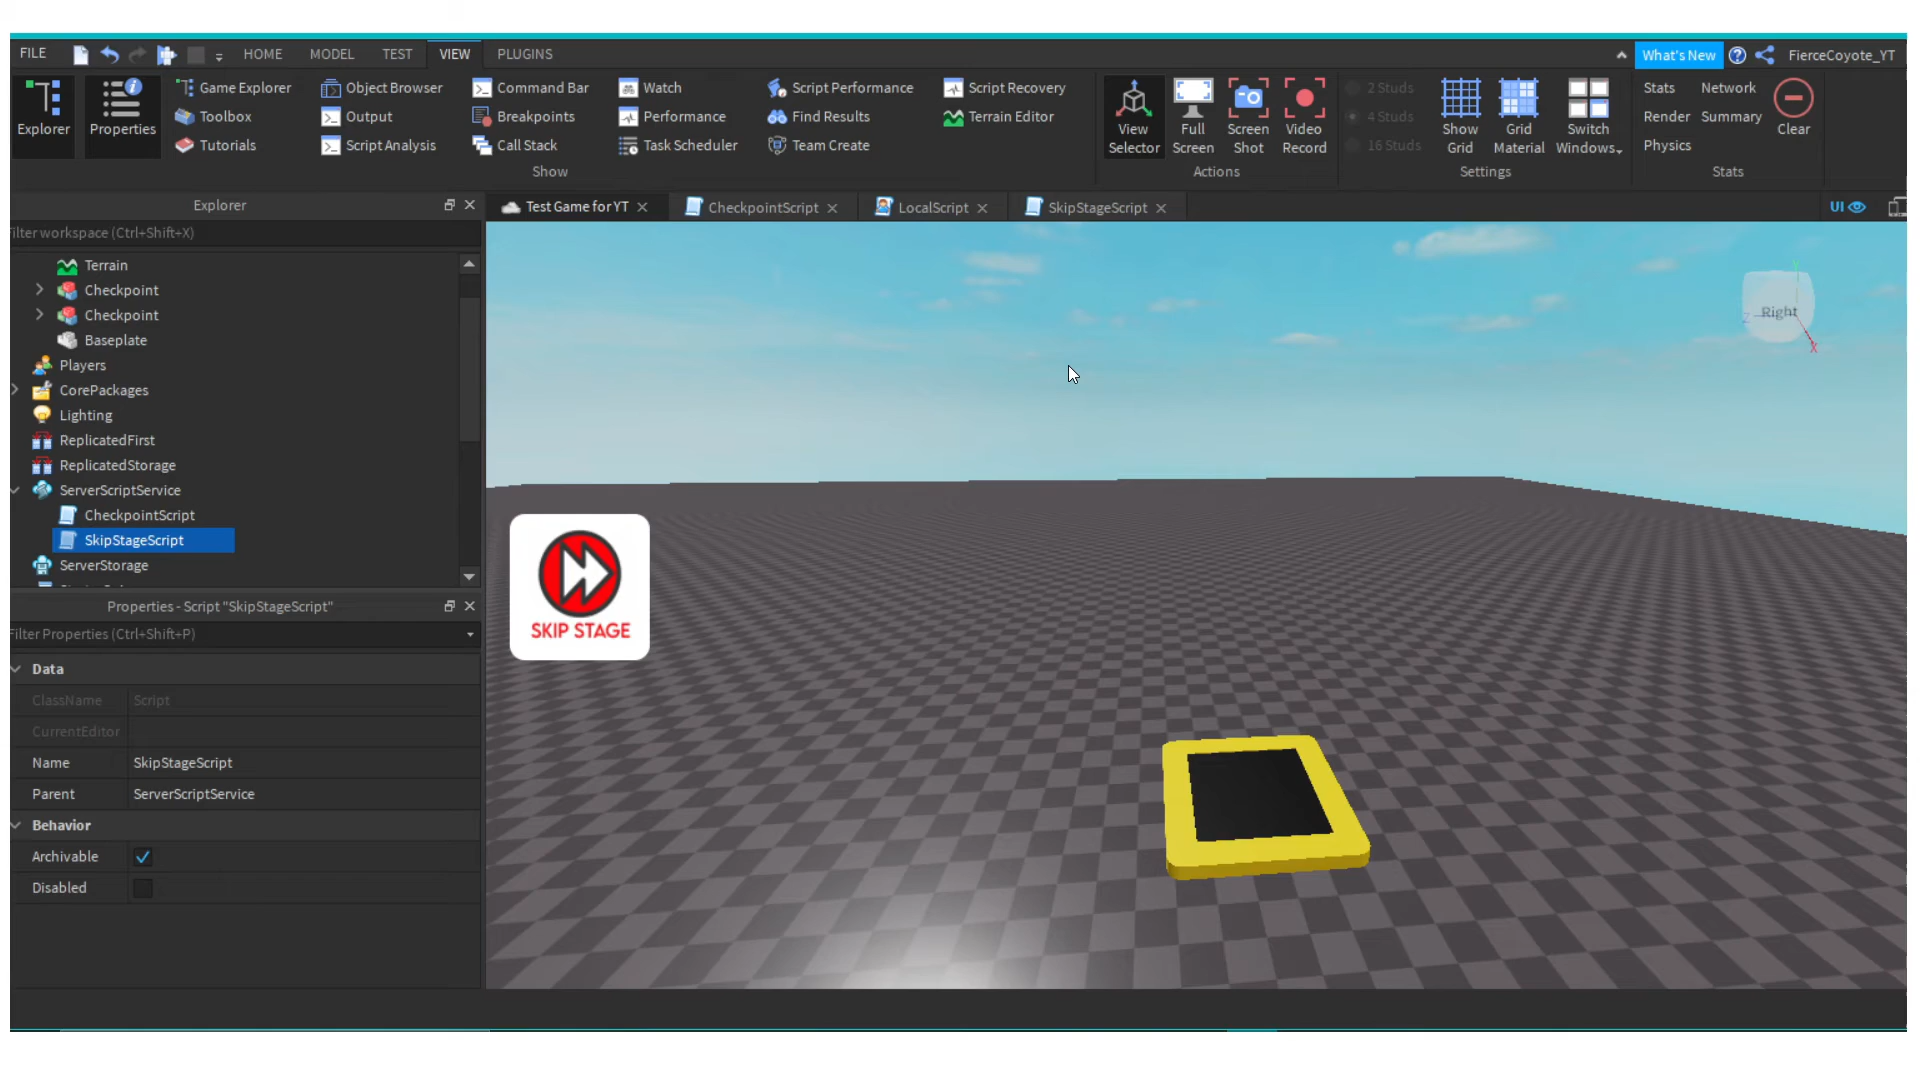 FILE HOME MODEL TEST VIEW PLUGINS What's New ? FierceCoyote_YT
Explorer
Properties
Game Explorer
Toolbox
Tutorials
Object Browser
Output
Script Analysis
Command Bar
Breakpoints
Call Stack
Watch
Performance
Task Scheduler
Script Performance
Find Results
Team Create
Script Recovery
Terrain Editor
Show
View
Selector
Full
Screen
Screen
Shot
Video
Record
Actions
2 Studs
4 Studs
16 Studs
Show
Grid
Grid
Material
Switch
Windows
Settings
Stats Network
Render Summary
Physics
Clear
Stats
Explorer
Test Game for YT CheckpointScript LocalScript SkipStageScript UI
ilter workspace (Ctrl+Shift+X)
Terrain
Checkpoint
Checkpoint
Baseplate
Players
CorePackages
Lighting
ReplicatedFirst
ReplicatedStorage
ServerScriptService
CheckpointScript
SkipStageScript
ServerStorage
Properties - Script "SkipStageScript"
ilter Properties (Ctrl+Shift+P)
Data
ClassName Script
CurrentEditor
Name SkipStageScript
Parent ServerScriptService
Behavior
Archivable
Disabled
SKIP STAGE
Right
Z
X